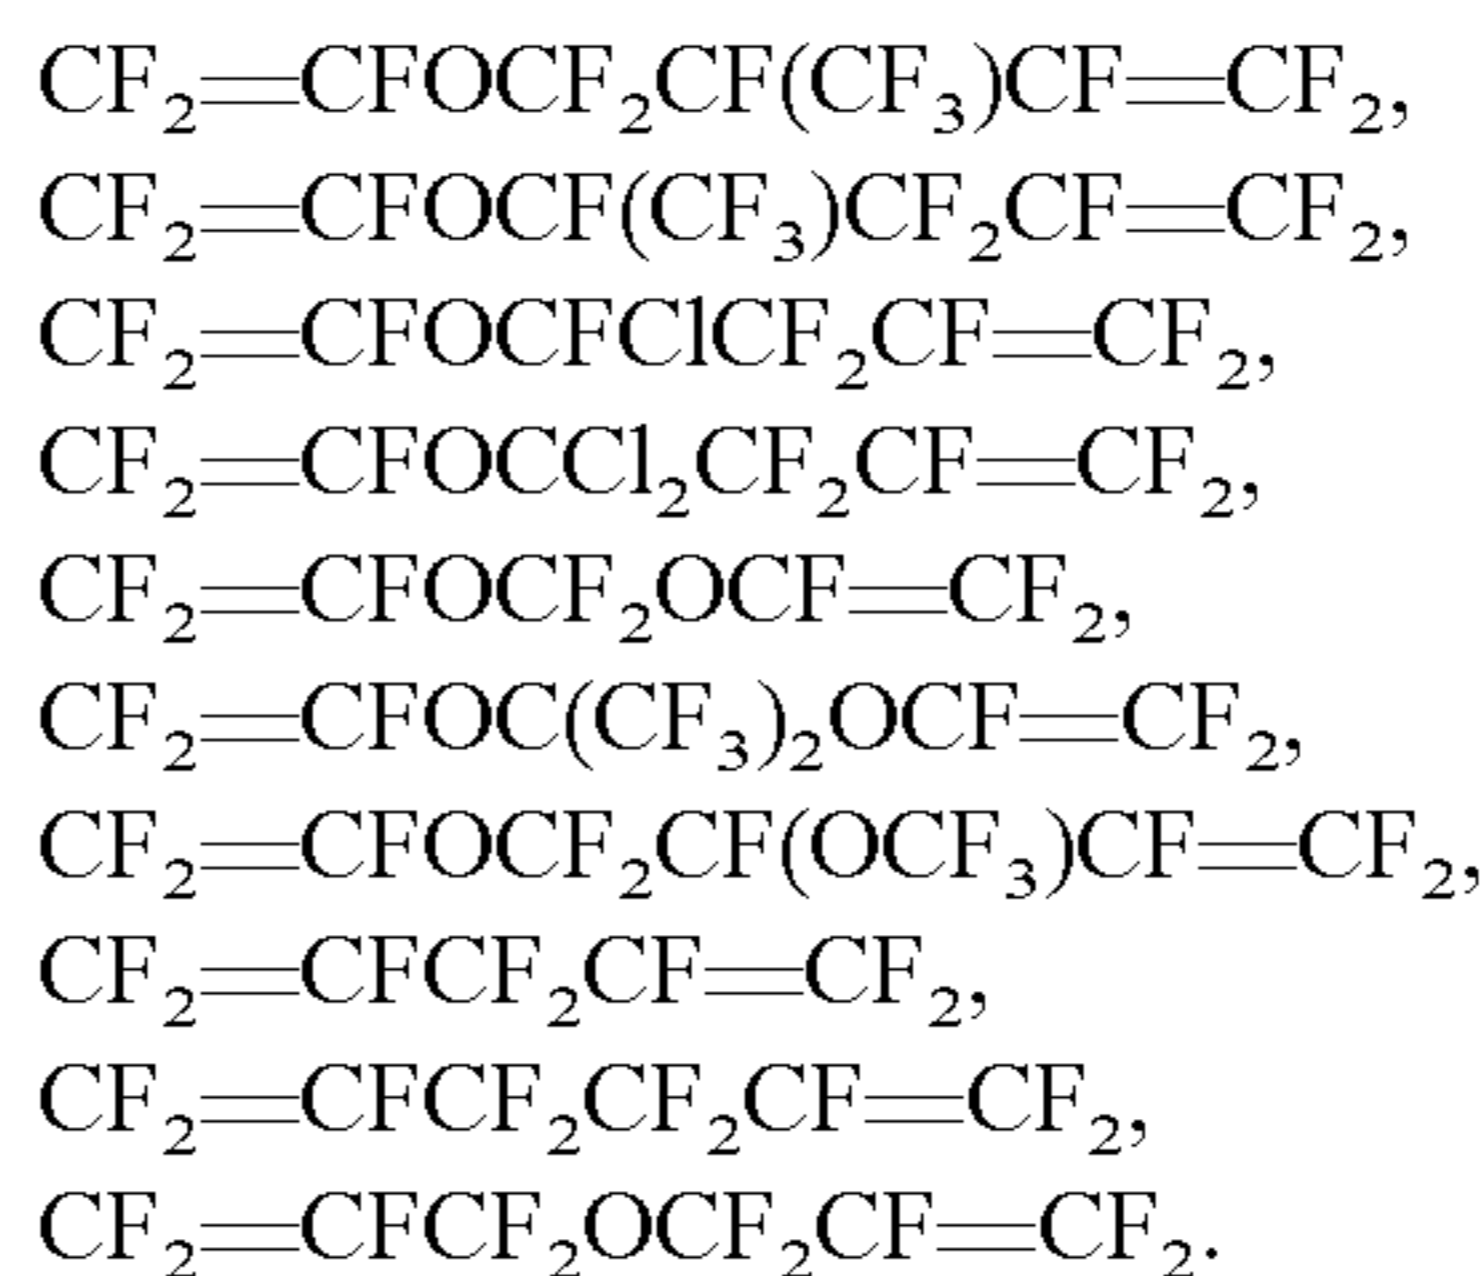 CF₂=CFOCF₂CF(CF₃)CF=CF₂,
CF₂=CFOCF(CF₃)CF₂CF=CF₂,
CF₂=CFOCFClCF₂CF=CF₂,
CF₂=CFOCCl₂CF₂CF=CF₂,
CF₂=CFOCF₂OCF=CF₂,
CF₂=CFOC(CF₃)₂OCF=CF₂,
CF₂=CFOCF₂CF(OCF₃)CF=CF₂,
CF₂=CFCF₂CF=CF₂,
CF₂=CFCF₂CF₂CF=CF₂,
CF₂=CFCF₂OCF₂CF=CF₂.